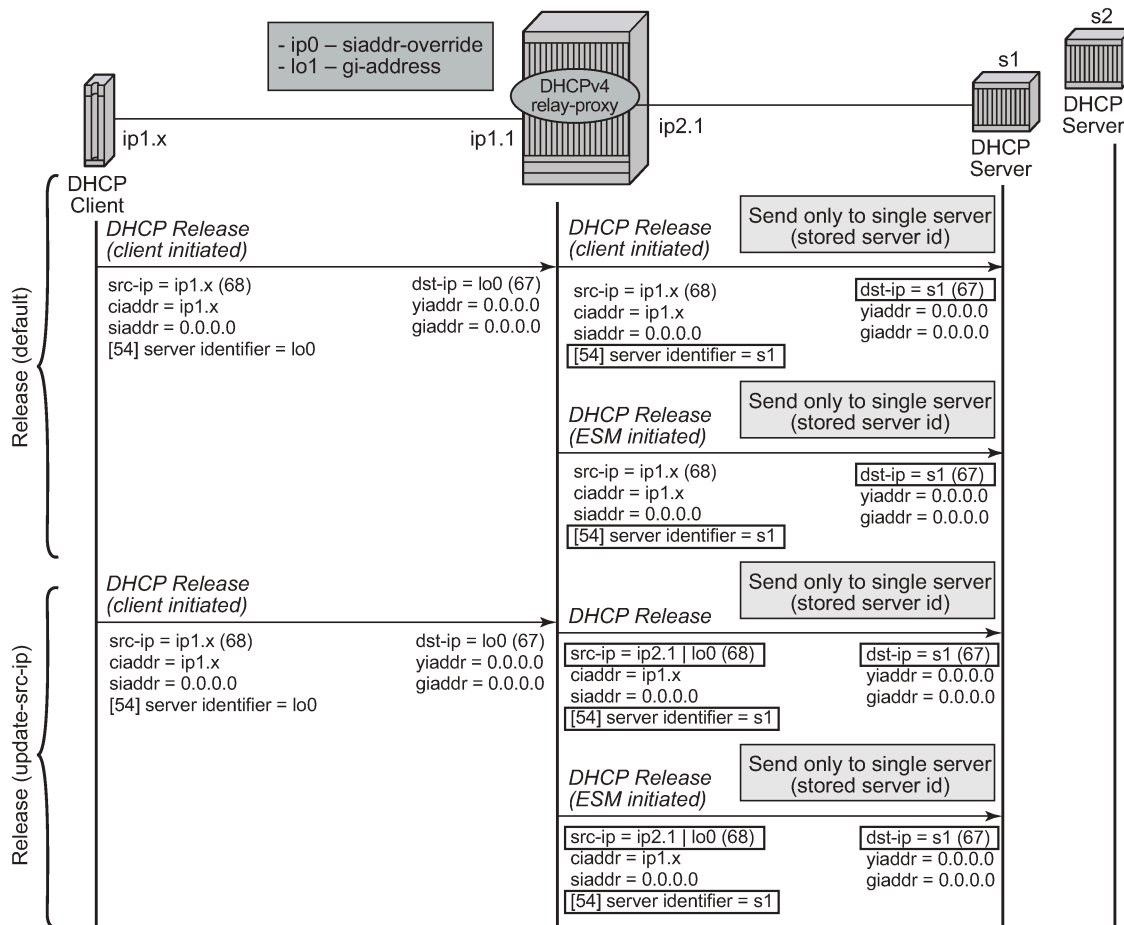 s2
- ip0 – siaddr-override
- lo1 – gi-address
s1
DHCPv4
relay-proxy
DHCP
Server
ip1.x
ip1.1
ip2.1
DHCP
Server
DHCP
Client
Release (default)
DHCP Release
(client initiated)
src-ip = ip1.x (68)
ciaddr = ip1.x
siaddr = 0.0.0.0
[54] server identifier = lo0
dst-ip = lo0 (67)
yiaddr = 0.0.0.0
giaddr = 0.0.0.0
DHCP Release
(client initiated)
Send only to single server
(stored server id)
src-ip = ip1.x (68)
ciaddr = ip1.x
siaddr = 0.0.0.0
[54] server identifier = s1
dst-ip = s1 (67)
yiaddr = 0.0.0.0
giaddr = 0.0.0.0
DHCP Release
(ESM initiated)
Send only to single server
(stored server id)
src-ip = ip1.x (68)
ciaddr = ip1.x
siaddr = 0.0.0.0
[54] server identifier = s1
dst-ip = s1 (67)
yiaddr = 0.0.0.0
giaddr = 0.0.0.0
Release (update-src-ip)
DHCP Release
(client initiated)
src-ip = ip1.x (68)
ciaddr = ip1.x
siaddr = 0.0.0.0
[54] server identifier = lo0
dst-ip = lo0 (67)
yiaddr = 0.0.0.0
giaddr = 0.0.0.0
DHCP Release
Send only to single server
(stored server id)
src-ip = ip2.1 | lo0 (68)
ciaddr = ip1.x
siaddr = 0.0.0.0
[54] server identifier = s1
dst-ip = s1 (67)
yiaddr = 0.0.0.0
giaddr = 0.0.0.0
DHCP Release
(ESM initiated)
Send only to single server
(stored server id)
src-ip = ip2.1 | lo0 (68)
ciaddr = ip1.x
siaddr = 0.0.0.0
[54] server identifier = s1
dst-ip = s1 (67)
yiaddr = 0.0.0.0
giaddr = 0.0.0.0